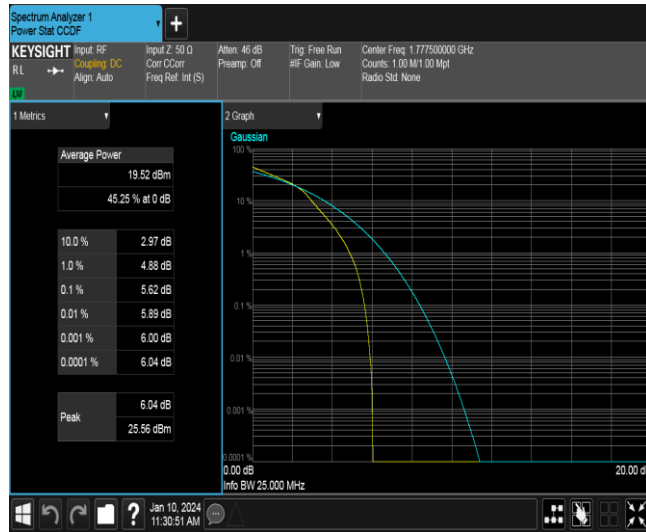 Spectrum Analyzer 1
Power Stat CCDF
KEYSIGHT
RL
LXI
Input: RF
Coupling: DC
Align: Auto
Input Z: 50 Ω
Corr CCorr
Freq Ref: Int (S)
Atten: 46 dB
Preamp: Off
Trig: Free Run
#IF Gain: Low
Center Freq: 1.777500000 GHz
Counts: 1.00 M/1.00 Mpt
Radio Std: None
1 Metrics
Average Power
19.52 dBm
45.25 % at 0 dB
10.0 % 2.97 dB
1.0 % 4.88 dB
0.1 % 5.62 dB
0.01 % 5.89 dB
0.001 % 6.00 dB
0.0001 % 6.04 dB
Peak
6.04 dB
25.56 dBm
2 Graph
Gaussian
100 %
10 %
1 %
0.1 %
0.01 %
0.001 %
0.0001 %
0.00 dB
20.00 d
Info BW 25.000 MHz
?
Jan 10, 2024
11:30:51 AM